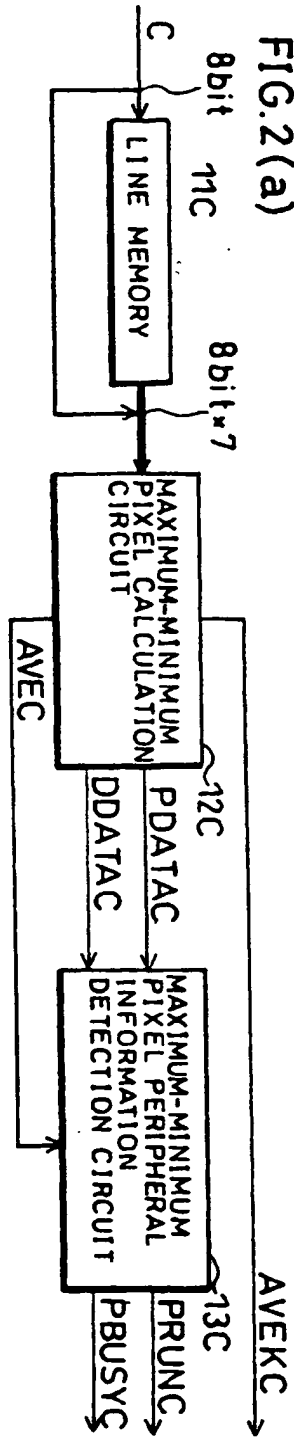 FIG.2(a)
C
8bit
11C
LINE MEMORY
8bit×7
MAXIMUM-MINIMUM
PIXEL CALCULATION
CIRCUIT
12C
AVEC
PDATAC
DDATAC
MAXIMUM-MINIMUM
PIXEL PERIPHERAL
INFORMATION
DETECTION CIRCUIT
13C
AVEKC
PRUNC
PBUSYC